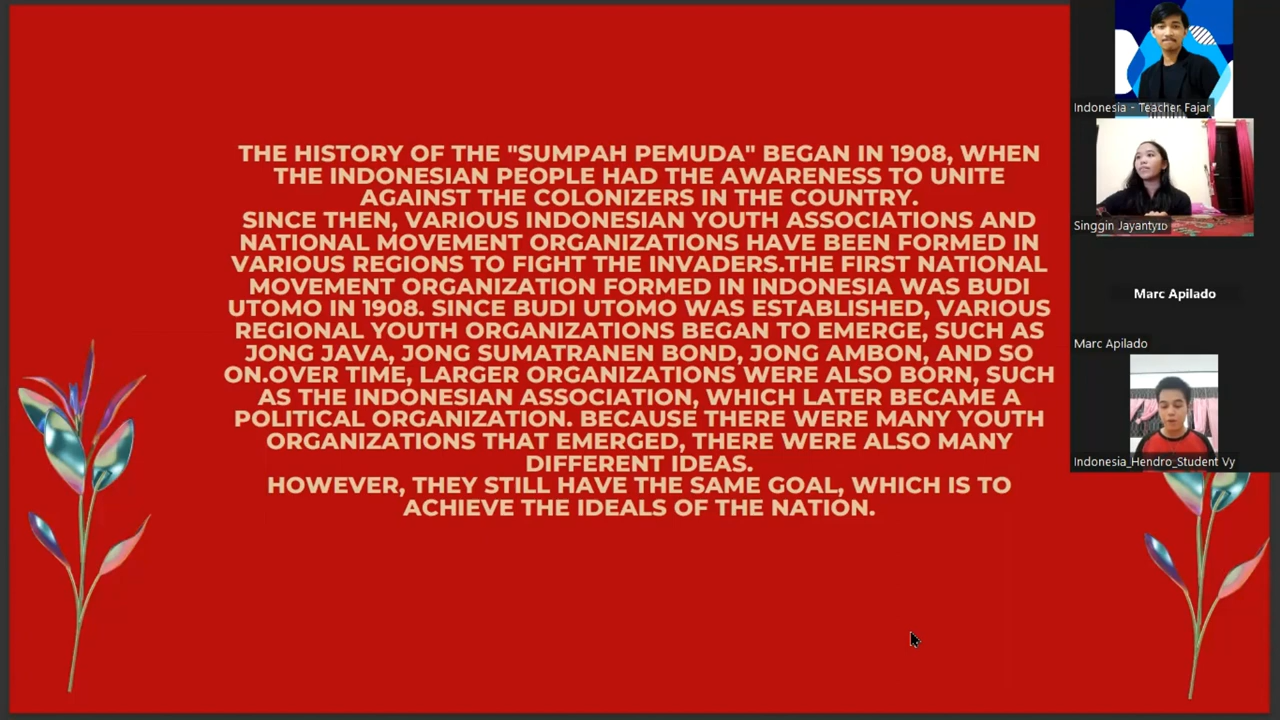 THE HISTORY OF THE "SUMPAH PEMUDA" BEGAN IN 1908, WHEN
THE INDONESIAN PEOPLE HAD THE AWARENESS TO UNITE
AGAINST THE COLONIZERS IN THE COUNTRY.
SINCE THEN, VARIOUS INDONESIAN YOUTH ASSOCIATIONS AND
NATIONAL MOVEMENT ORGANIZATIONS HAVE BEEN FORMED IN
VARIOUS REGIONS TO FIGHT THE INVADERS.THE FIRST NATIONAL
MOVEMENT ORGANIZATION FORMED IN INDONESIA WAS BUDI
UTOMO IN 1908. SINCE BUDI UTOMO WAS ESTABLISHED, VARIOUS
REGIONAL YOUTH ORGANIZATIONS BEGAN TO EMERGE, SUCH AS
JONG JAVA, JONG SUMATRANEN BOND, JONG AMBON, AND SO
ON.OVER TIME, LARGER ORGANIZATIONS WERE ALSO BORN, SUCH
AS THE INDONESIAN ASSOCIATION, WHICH LATER BECAME A
POLITICAL ORGANIZATION. BECAUSE THERE WERE MANY YOUTH
ORGANIZATIONS THAT EMERGED, THERE WERE ALSO MANY
DIFFERENT IDEAS.
HOWEVER, THEY STILL HAVE THE SAME GOAL, WHICH IS TO
ACHIEVE THE IDEALS OF THE NATION.
Indonesia - Teacher Fajar
Singgin Jayantyɪᴅ
Marc Apilado
Marc Apilado
Indonesia_Hendro_Student Vy